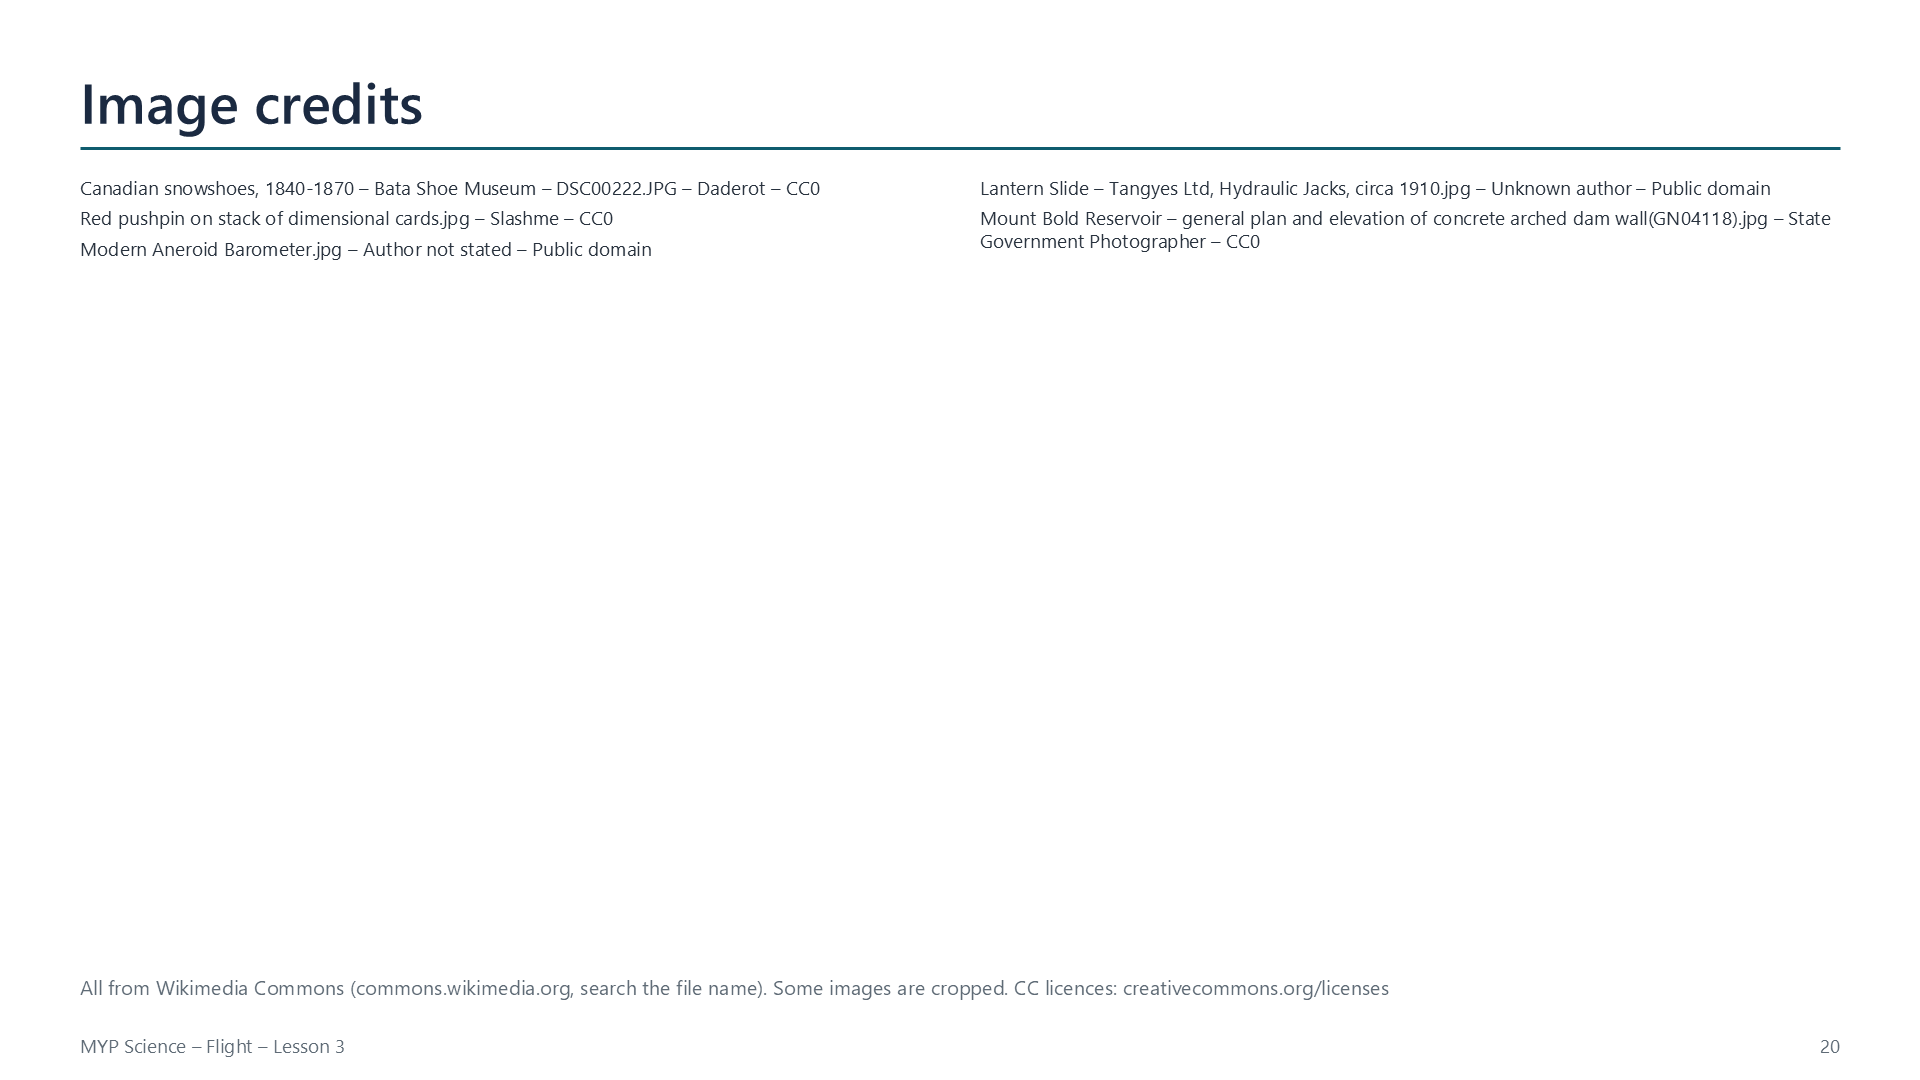 Image credits
Canadian snowshoes, 1840-1870 – Bata Shoe Museum – DSC00222.JPG – Daderot – CC0
Red pushpin on stack of dimensional cards.jpg – Slashme – CC0
Modern Aneroid Barometer.jpg – Author not stated – Public domain
Lantern Slide – Tangyes Ltd, Hydraulic Jacks, circa 1910.jpg – Unknown author – Public domain
Mount Bold Reservoir – general plan and elevation of concrete arched dam wall(GN04118).jpg – State
Government Photographer – CC0
All from Wikimedia Commons (commons.wikimedia.org, search the file name). Some images are cropped. CC licences: creativecommons.org/licenses
MYP Science – Flight – Lesson 3
20